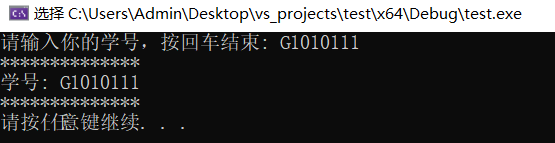 选择 C:\Users\Admin\Desktop\vs_projects\test\x64\Debug\test.exe
请输入你的学号，按回车结束: G1010111
**************
学号: G1010111
**************
请按任意键继续. . .